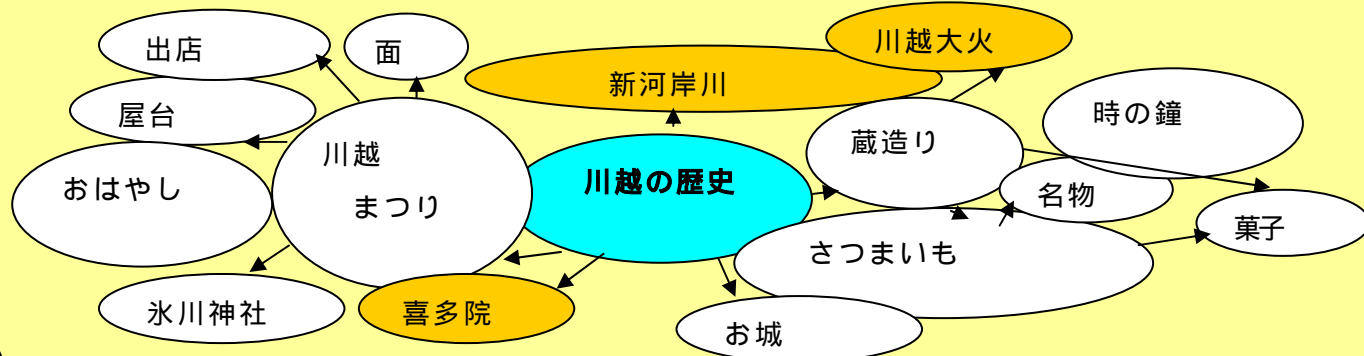 出店
面
川越大火
新河岸川
屋台
時の鐘
川越
まつり
蔵造り
おはやし
川越の歴史
名物
さつまいも
菓子
氷川神社
喜多院
お城